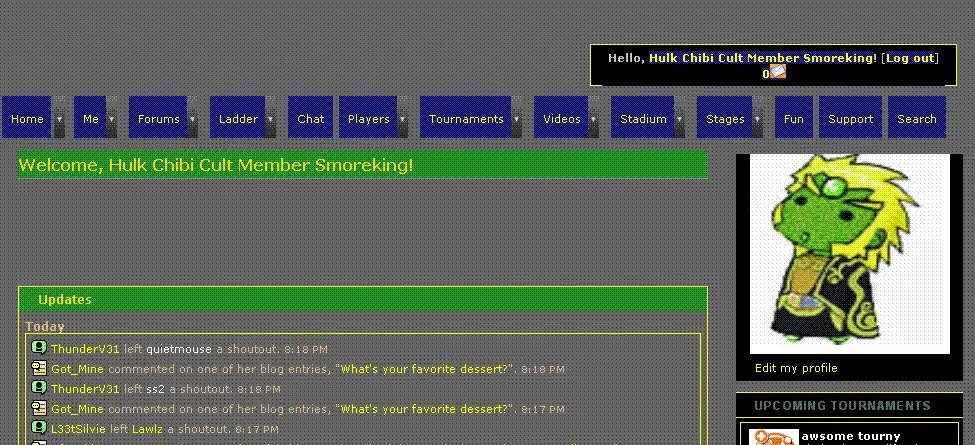 Hello, Hulk Chibi Cult Member Smoreking! [Log out]
0
Home Me Forums Ladder Chat Players Tournaments Videos Stadium Stages Fun Support Search
Welcome, Hulk Chibi Cult Member Smoreking!
Edit my profile
Updates
Today
ThunderV31 left quietmouse a shoutout. 8:18 PM
Got_Mine commented on one of her blog entries, "What's your favorite dessert?". 8:18 PM
ThunderV31 left ss2 a shoutout. 8:18 PM
Got_Mine commented on one of her blog entries, "What's your favorite dessert?". 8:17 PM
L33tSilvie left Lawlz a shoutout. 8:17 PM
UPCOMING TOURNAMENTS
awsome tourny